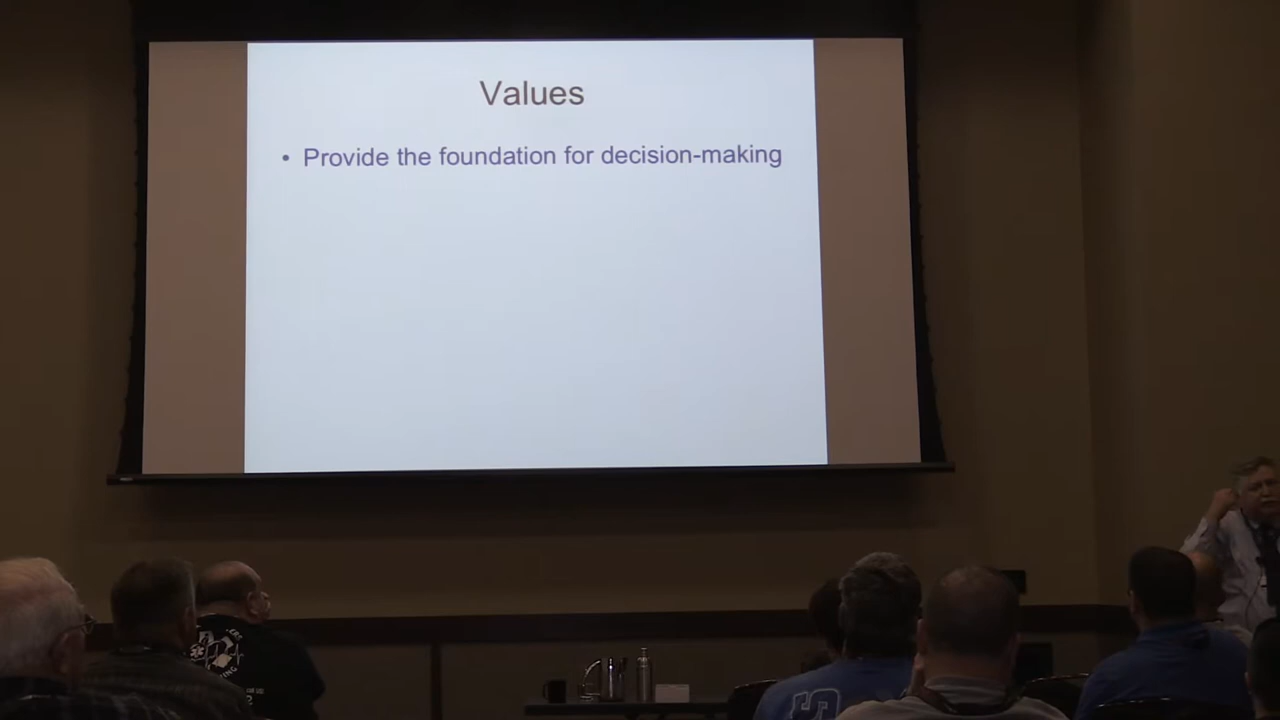 Values
• Provide the foundation for decision-making
S